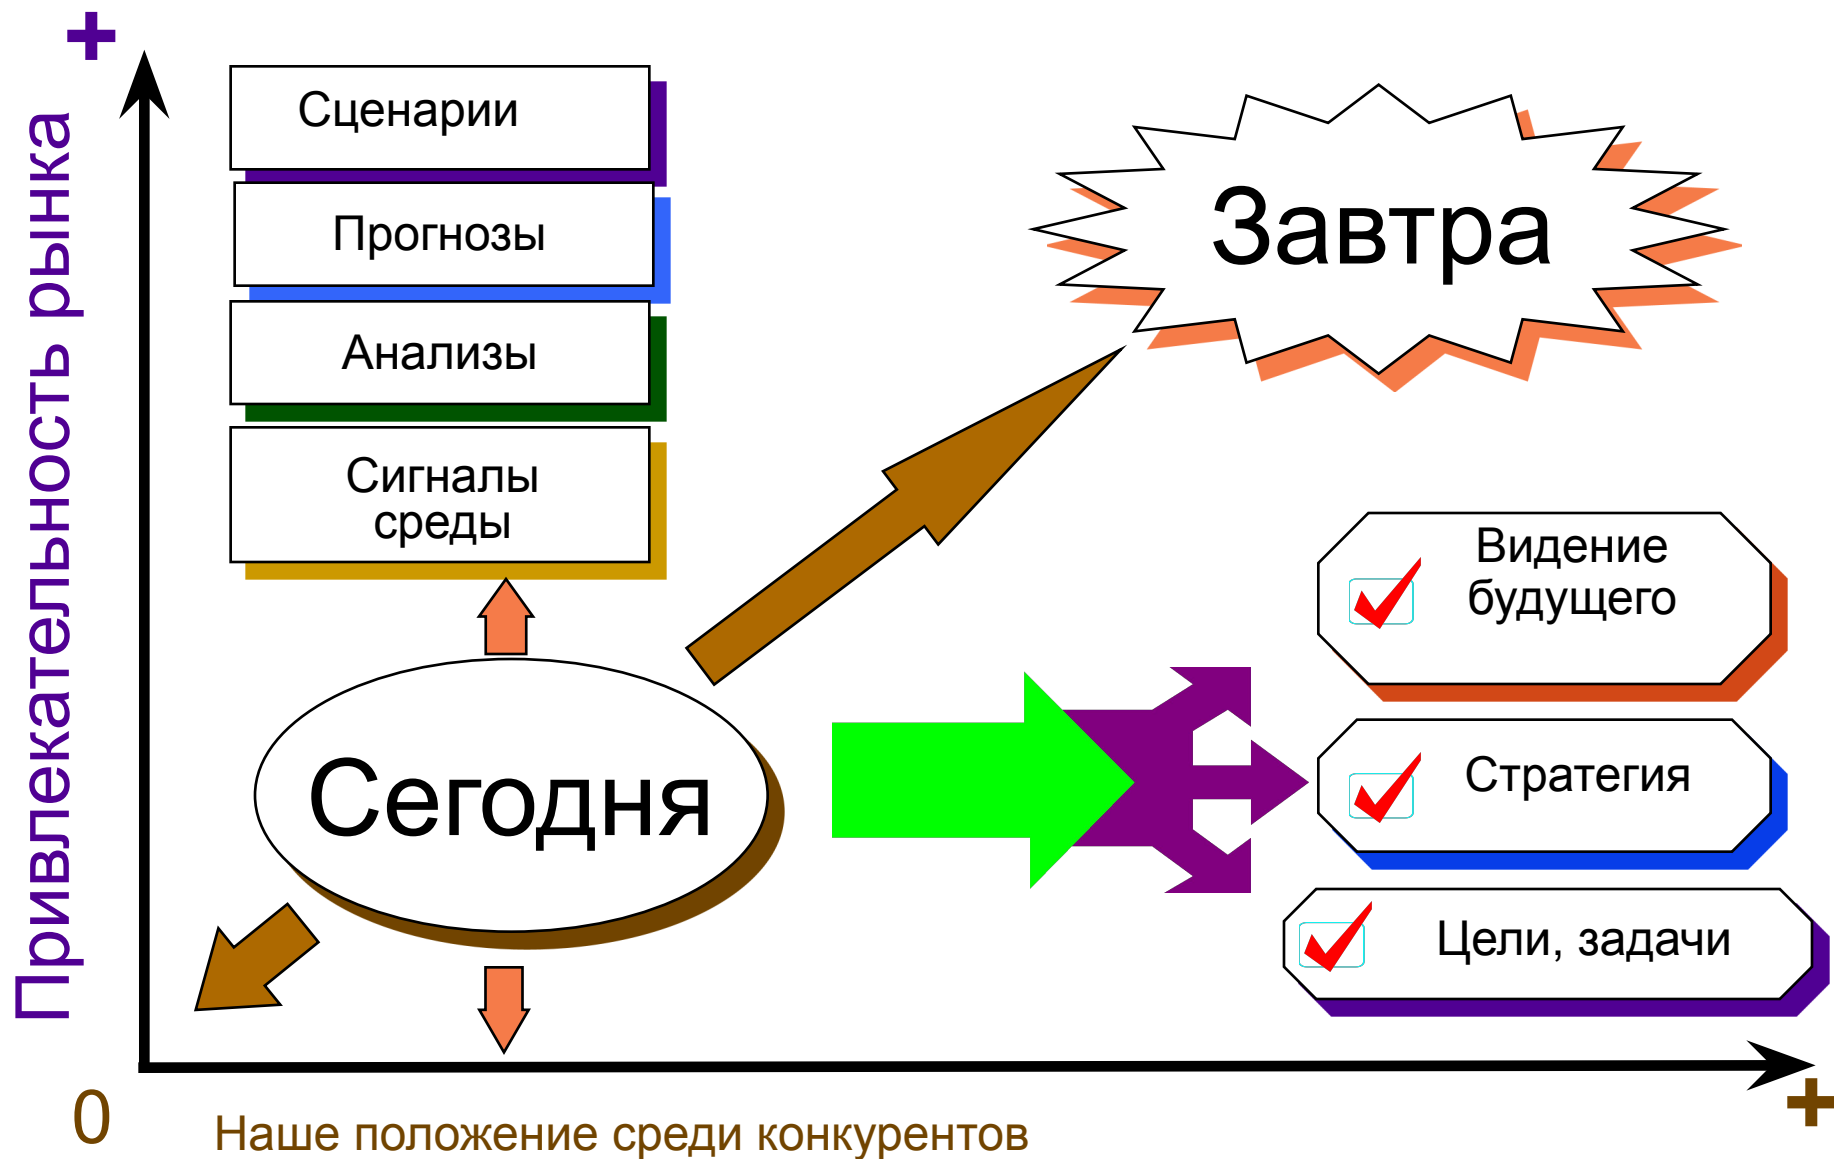 +
Привлекательность рынка
Сценарии
Прогнозы
Анализы
Сигналы
среды
Завтра
Сегодня
Видение
будущего
Стратегия
Цели, задачи
0
Наше положение среди конкурентов
+